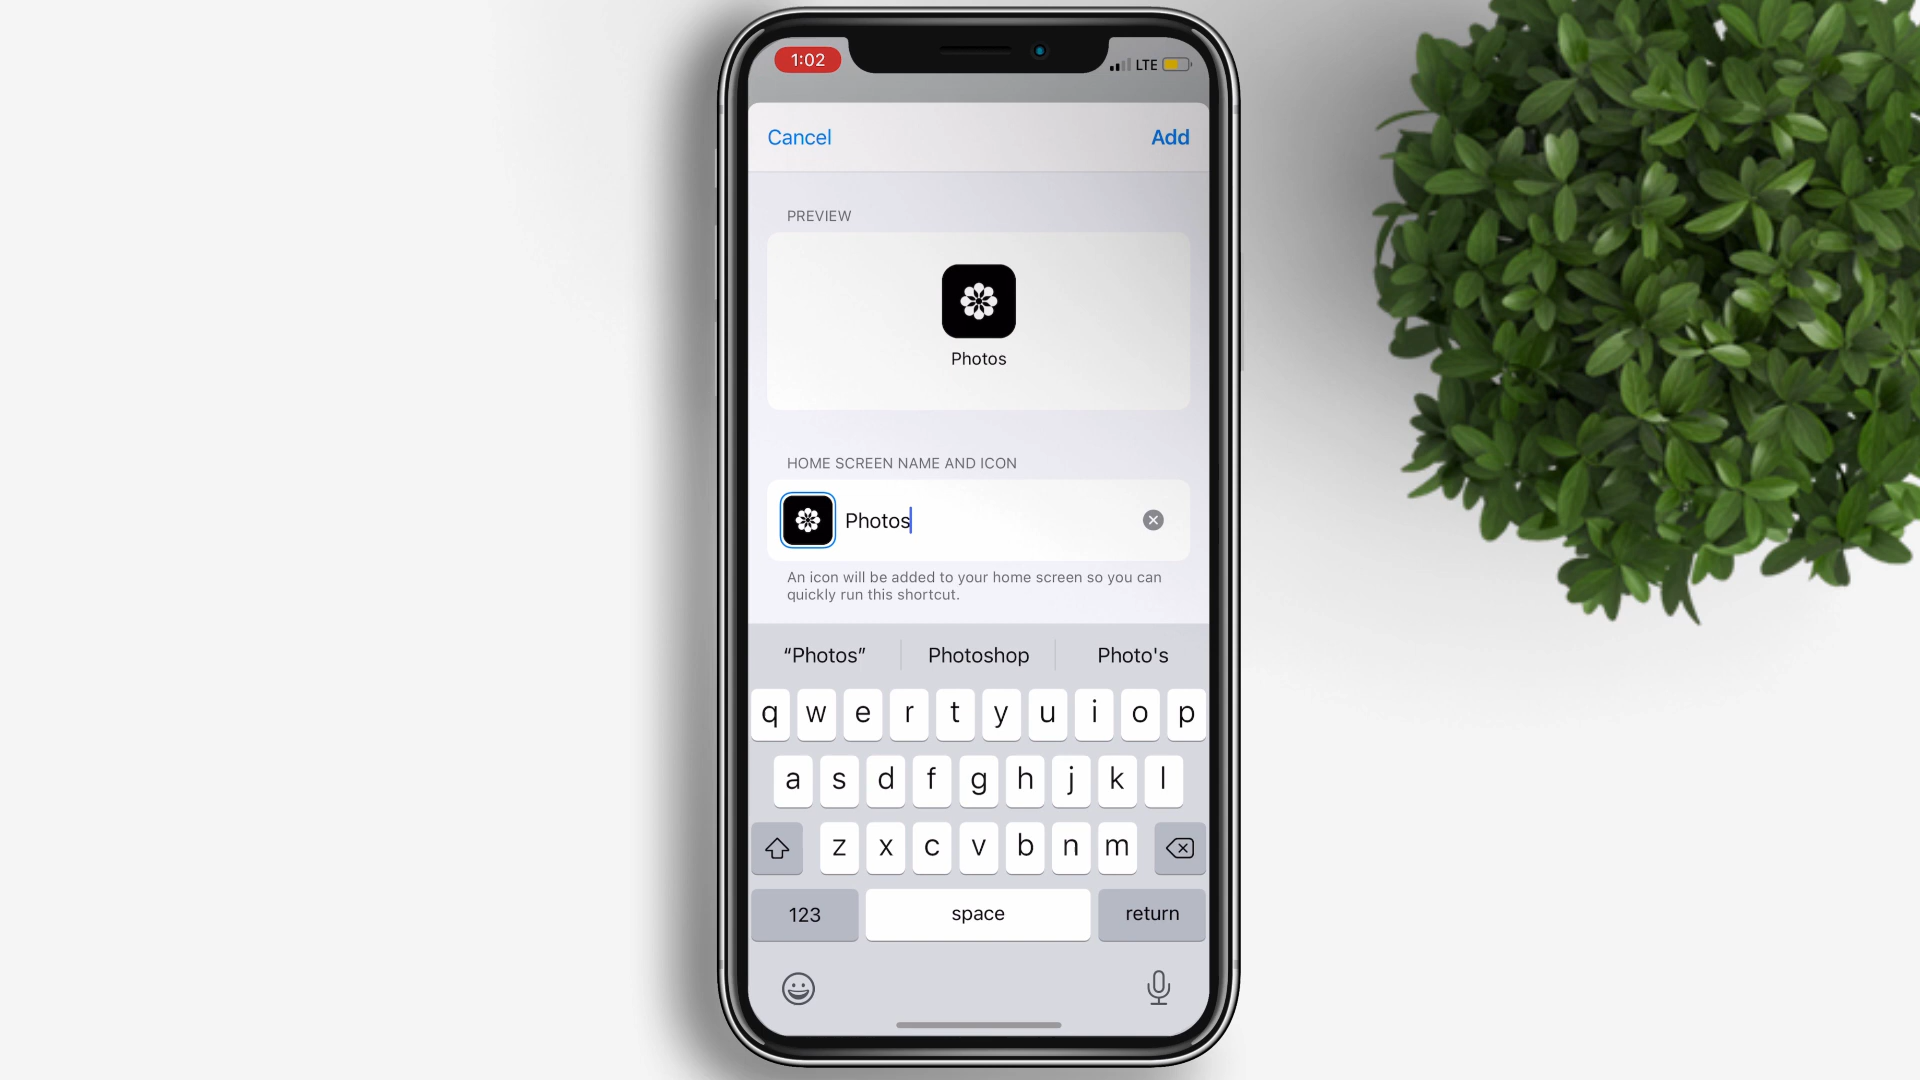 1:02
LTE
Cancel
Add
PREVIEW
Photos
HOME SCREEN NAME AND ICON
Photos
An icon will be added to your home screen so you can
quickly run this shortcut.
“Photos” Photoshop Photo's
q w e r t y u i o p
a s d f g h j k l
z x c v b n m
123 space return